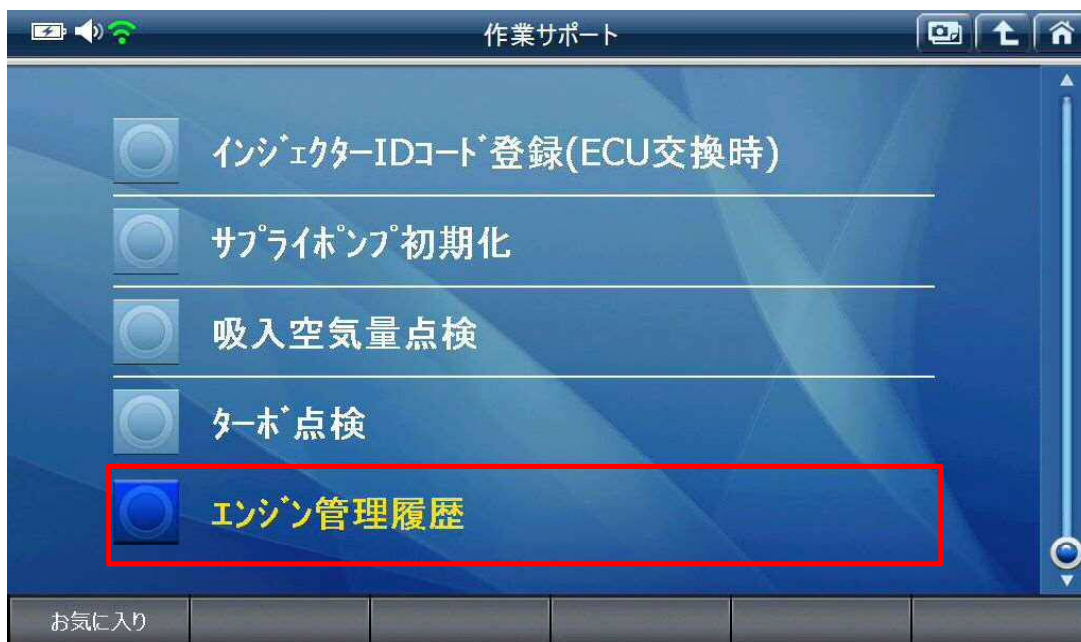 作業サポート
インジェクターIDコード登録(ECU交換時)
サプライポンプ初期化
吸入空気量点検
ターボ点検
エンジン管理履歴
お気に入り